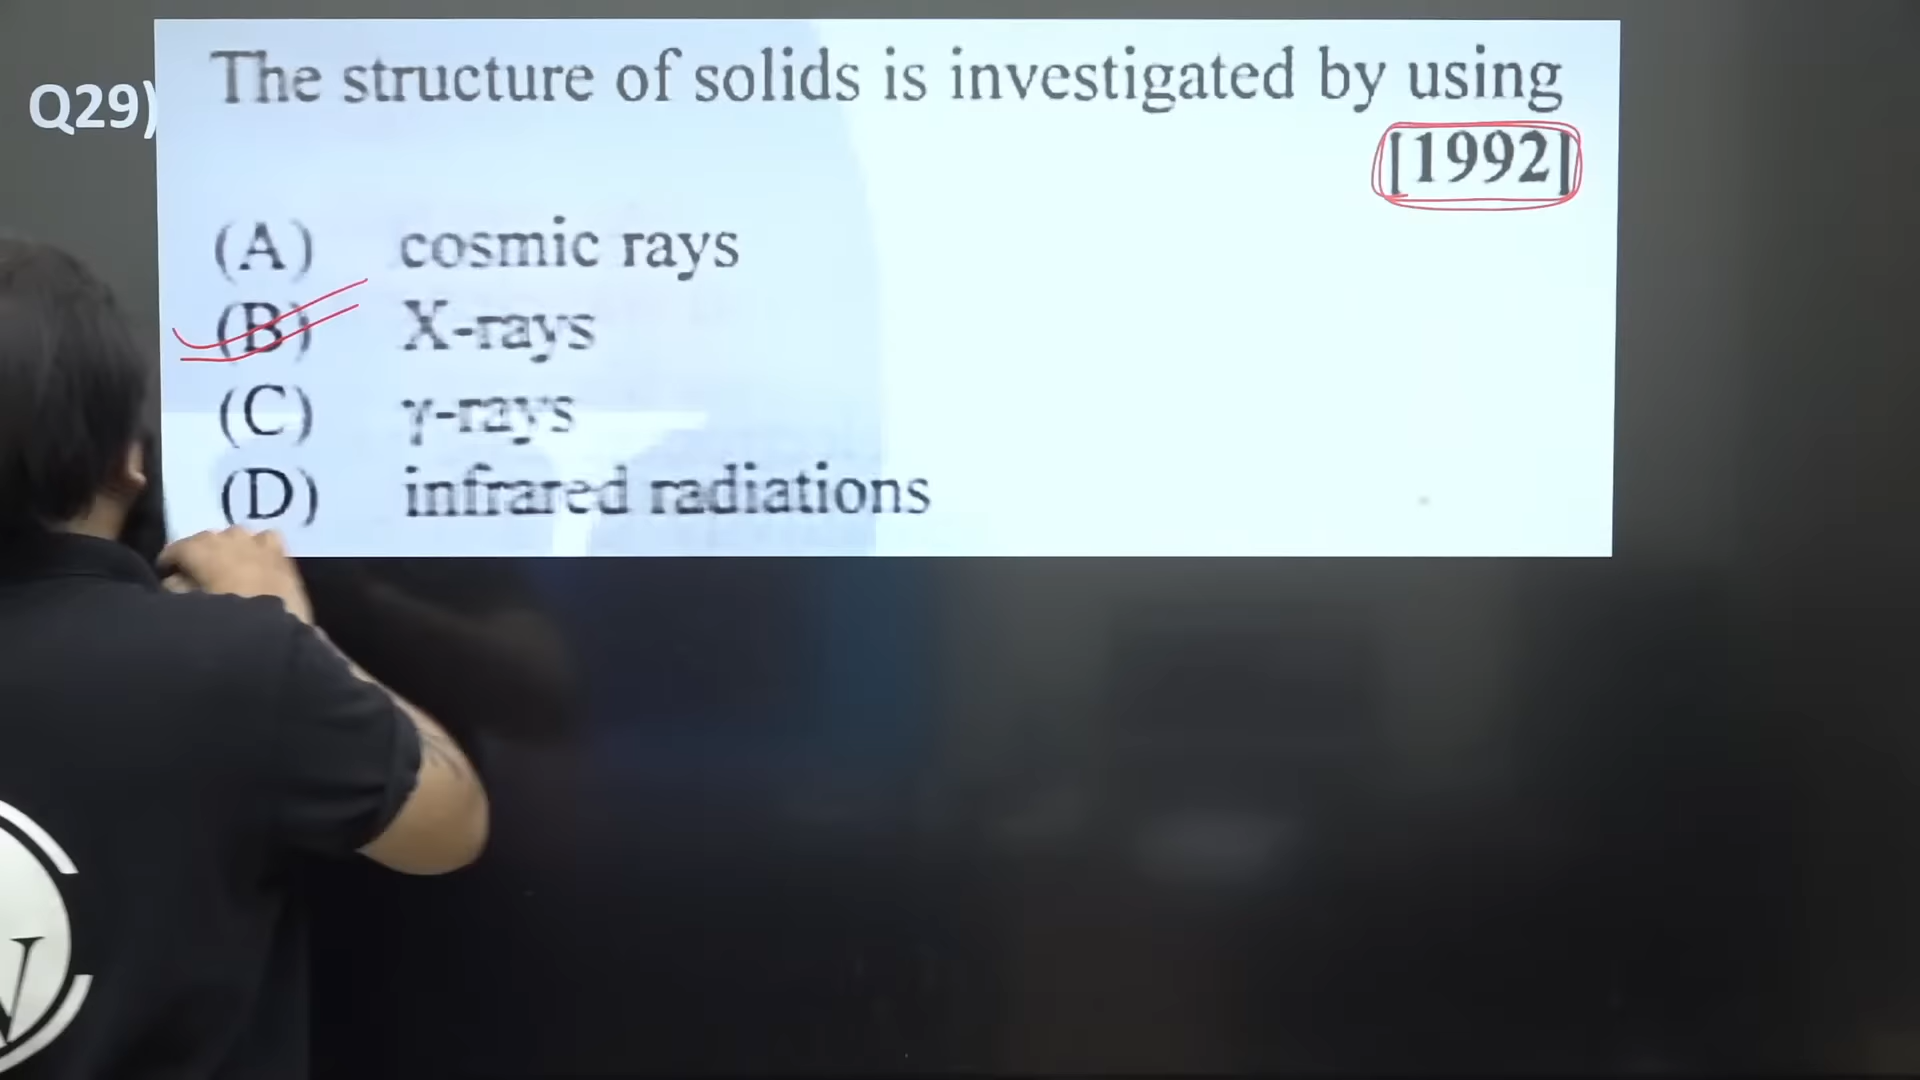 Q29) The structure of solids is investigated by using
[1992]
(A) cosmic rays
(B) X-rays
(C) γ-rays
(D) infrared radiations